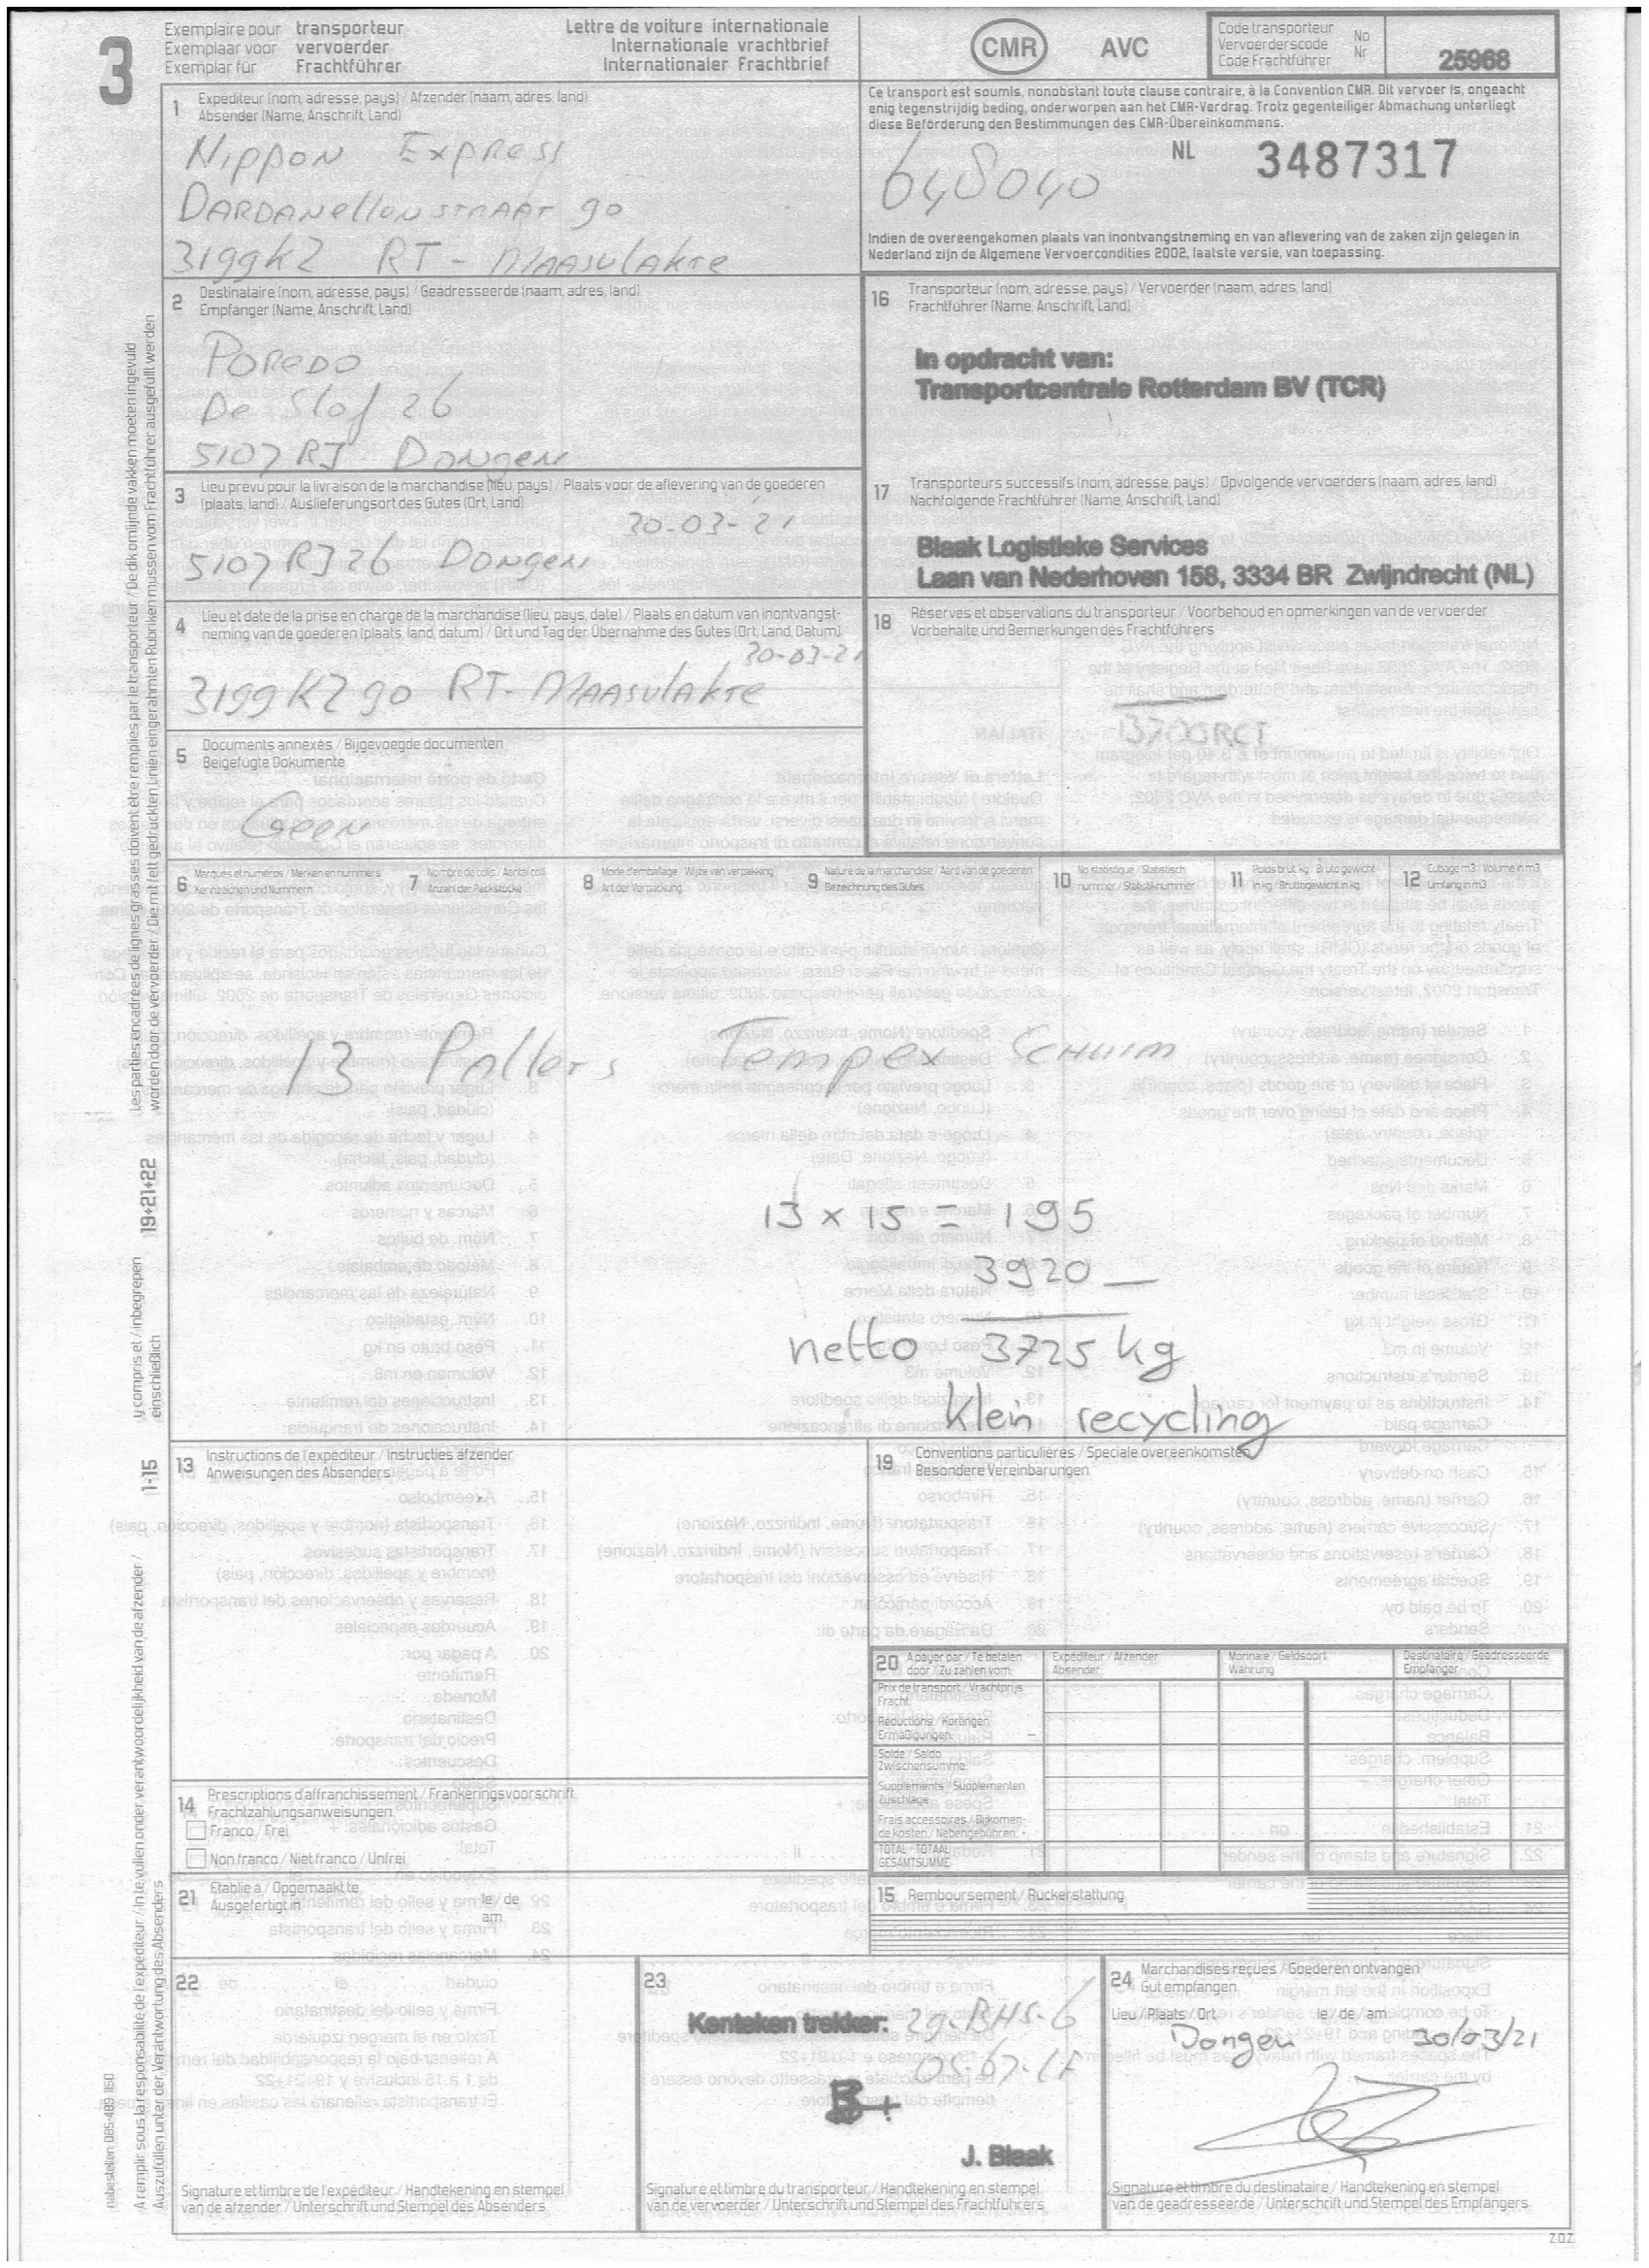 3
Exemplaire pour transporteur
Exemplaar voor vervoerder
Exemplar für Frachtführer
Lettre de voiture internationale
Internationale vrachtbrief
Internationaler Frachtbrief
CMR
AVC
Code transporteur
Vervoerderscode
Code Frachtführer
No
Nr
25968
1 Expéditeur (nom, adresse, pays) / Afzender (naam, adres, land)
Absender (Name, Anschrift, Land)
Nippon Express
DARDANellenstraat 90
3199KZ RT - MAASVLAKte
Ce transport est soumis, nonobstant toute clause contraire, à la Convention CMR. Dit vervoer is, ongeacht
enig tegenstrijdig beding, onderworpen aan het CMR-Verdrag. Trotz gegenteiliger Abmachung unterliegt
diese Beförderung den Bestimmungen des CMR-Übereinkommens.
NL 3487317
648040
Indien de overeengekomen plaats van inontvangstneming en van aflevering van de zaken zijn gelegen in
Nederland zijn de Algemene Vervoercondities 2002, laatste versie, van toepassing.
2 Destinataire (nom, adresse, pays) / Geadresseerde (naam, adres, land)
Empfänger (Name, Anschrift, Land)
Poredo
De Slof 26
5107 RJ Dongen
16 Transporteur (nom, adresse, pays) / Vervoerder (naam, adres, land)
Frachtführer (Name, Anschrift, Land)
In opdracht van:
Transportcentrale Rotterdam BV (TCR)
3 Lieu prévu pour la livraison de la marchandise (lieu, pays) / Plaats voor de aflevering van de goederen
(plaats, land) / Auslieferungsort des Gutes (Ort, Land)
30-03-'21
5107 RJ 26 Dongen
17 Transporteurs successifs (nom, adresse, pays) / Opvolgende vervoerders (naam, adres, land)
Nachfolgende Frachtführer (Name, Anschrift, Land)
Blaak Logistieke Services
Laan van Nederhoven 158, 3334 BR Zwijndrecht (NL)
4 Lieu et date de la prise en charge de la marchandise (lieu, pays, date) / Plaats en datum van inontvangst-
neming van de goederen (plaats, land, datum) / Ort und Tag der Übernahme des Gutes (Ort, Land, Datum)
30-03-21
3199KZ 90 RT- MAASVLAKte
18 Réserves et observations du transporteur / Voorbehoud en opmerkingen van de vervoerder
Vorbehalte und Bemerkungen des Frachtführers
5 Documents annexés / Bijgevoegde documenten
Beigefügte Dokumente
Geen
6 Marques et numéros / Merken en nummers
Kennzeichen und Nummern
7 Nombre de colis / Aantal colli
Anzahl der Packstücke
8 Mode d'emballage / Wijze van verpakking
Art der Verpackung
9 Nature de la marchandise / Aard van de goederen
Bezeichnung des Gutes
10 No statistique / Statistisch
nummer / Statistiknummer
11 Poids brut, kg / Bruto gewicht
in kg / Bruttogewicht in kg
12 Cubage m3 / Volume in m3
Umfang in m3
13 Pallets Tempex Schuim
13 x 15 = 195
3920 —
netto 3725 kg
klein recycling
13 Instructions de l'expéditeur / Instructies afzender
Anweisungen des Absenders
19 Conventions particulières / Speciale overeenkomsten
Besondere Vereinbarungen
20 A payer par / Te betalen
door / Zu zahlen vom:
Expéditeur / Afzender
Absender
Monnaie / Geldsoort
Währung
Destinataire / Geadresseerde
Empfänger
Prix de transport / Vrachtprijs
Fracht:
Réductions / Kortingen
Ermäßigungen: –
Solde / Saldo
Zwischensumme:
Suppléments / Supplementen
Zuschläge
Frais accessoires / Bijkomen-
de kosten / Nebengebühren: +
TOTAL / TOTAAL
GESAMTSUMME
14 Prescriptions d'affranchissement / Frankeringsvoorschrift
Frachtzahlungsanweisungen
Franco / Frei
Non franco / Niet franco / Unfrei
21 Etablie à / Opgemaakt te
Ausgefertigt in
le / de
am
15 Remboursement / Rückerstattung
22
Signature et timbre de l'expéditeur / Handtekening en stempel
van de afzender / Unterschrift und Stempel des Absenders
23
Kenteken trekker: 29-BHS-6
B+
J. Blaak
Signature et timbre du transporteur / Handtekening en stempel
van de vervoerder / Unterschrift und Stempel des Frachtführers
24 Marchandises reçues / Goederen ontvangen
Gut empfangen
Lieu / Plaats / Ort le / de am
Dongen 30/03/21
Signature et timbre du destinataire / Handtekening en stempel
van de geadresseerde / Unterschrift und Stempel des Empfängers
Z.O.Z.
Les parties encadrées de lignes grasses doivent être remplies par le transporteur / De dik omlijnde vakken moeten ingevuld
worden door de vervoerder / Die mit fett gedruckten Linien eingerahmten Rubriken müssen vom Frachtführer ausgefüllt werden
19+21+22
y compris et / inbegrepen
einschließlich
1-15
A remplir sous la responsabilité de l'expéditeur / In te vullen onder verantwoordelijkheid van de afzender /
Auszufüllen unter der Verantwortung des Absenders
nabestellen: 085-489 1150